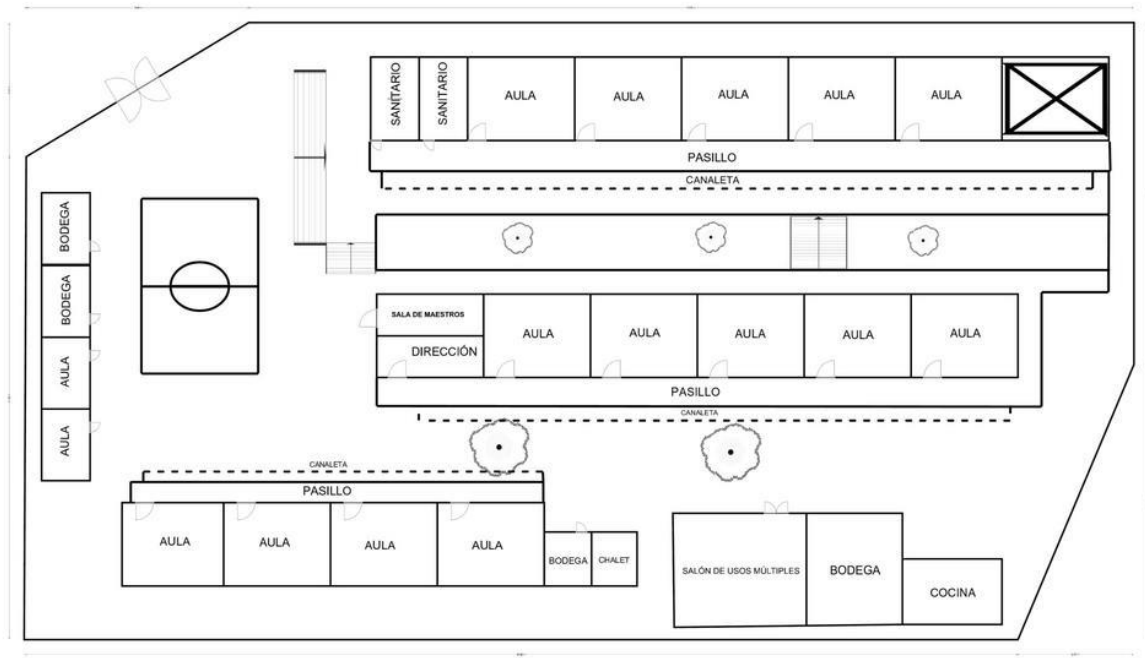 SANITARIO
SANITARIO
AULA
AULA
AULA
AULA
AULA
PASILLO
CANALETA
BODEGA
BODEGA
AULA
AULA
SALA DE MAESTROS
DIRECCIÓN
AULA
AULA
AULA
AULA
AULA
PASILLO
CANALETA
CANALETA
PASILLO
AULA
AULA
AULA
AULA
BODEGA
CHALET
SALÓN DE USOS MÚLTIPLES
BODEGA
COCINA